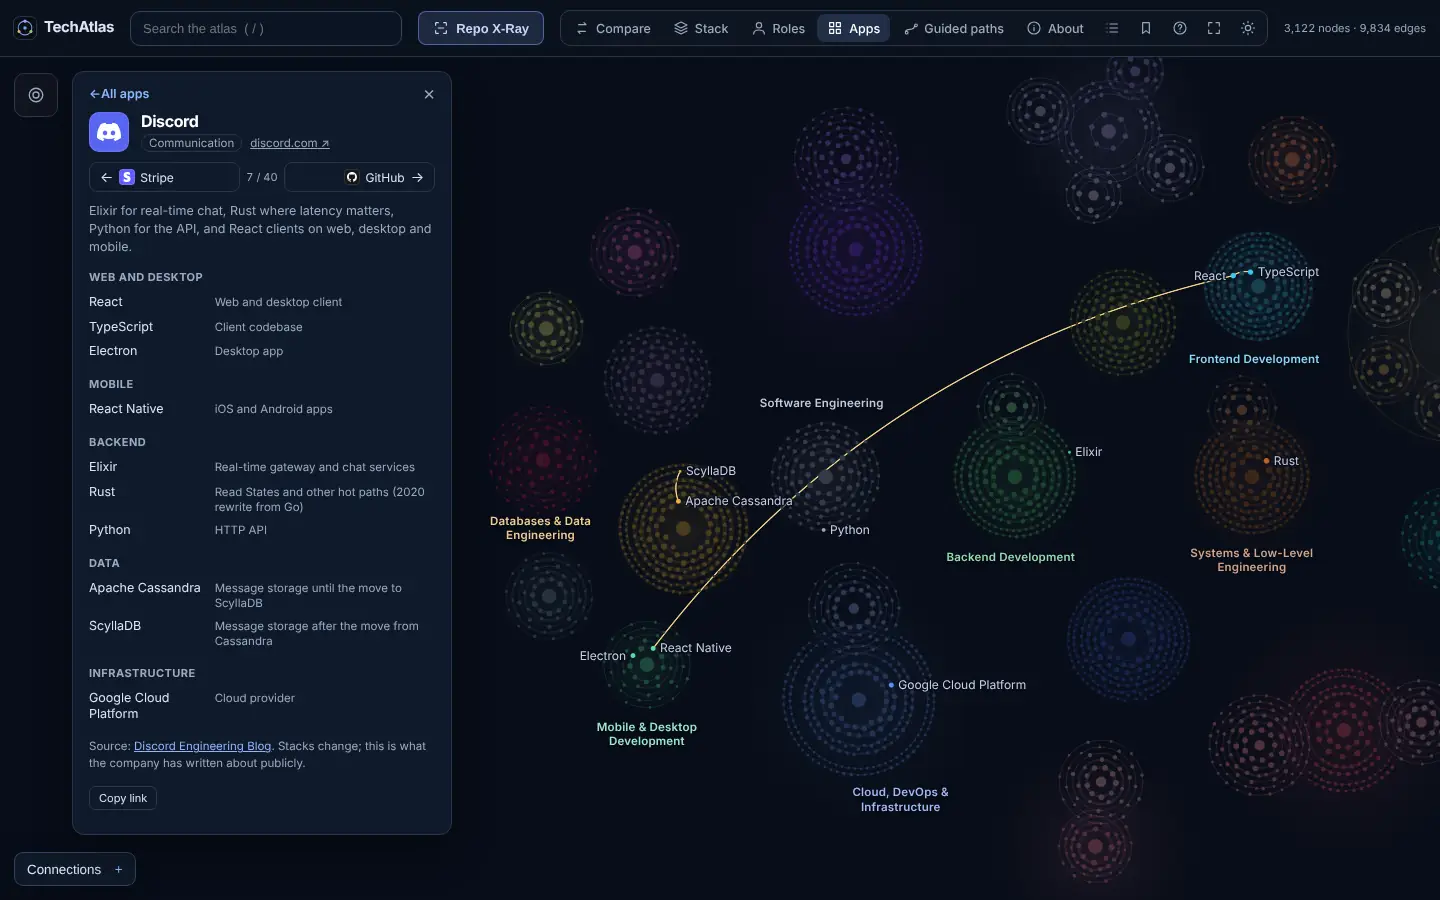 TechAtlas
Search the atlas ( / )
Repo X-Ray
Compare
Stack
Roles
Apps
Guided paths
About
3,122 nodes · 9,834 edges
←All apps
Discord
Communication
discord.com ↗
← Stripe
7 / 40
GitHub →
Elixir for real-time chat, Rust where latency matters,
Python for the API, and React clients on web, desktop and
mobile.
WEB AND DESKTOP
React Web and desktop client
TypeScript Client codebase
Electron Desktop app
MOBILE
React Native iOS and Android apps
BACKEND
Elixir Real-time gateway and chat services
Rust Read States and other hot paths (2020
rewrite from Go)
Python HTTP API
DATA
Apache Cassandra Message storage until the move to
ScyllaDB
ScyllaDB Message storage after the move from
Cassandra
INFRASTRUCTURE
Google Cloud Cloud provider
Platform
Source: Discord Engineering Blog. Stacks change; this is what
the company has written about publicly.
Copy link
Connections +
React
TypeScript
Frontend Development
Software Engineering
Elixir
Rust
ScyllaDB
Apache Cassandra
Databases & Data
Engineering
Python
Backend Development
Systems & Low-Level
Engineering
Electron
React Native
Google Cloud Platform
Mobile & Desktop
Development
Cloud, DevOps &
Infrastructure